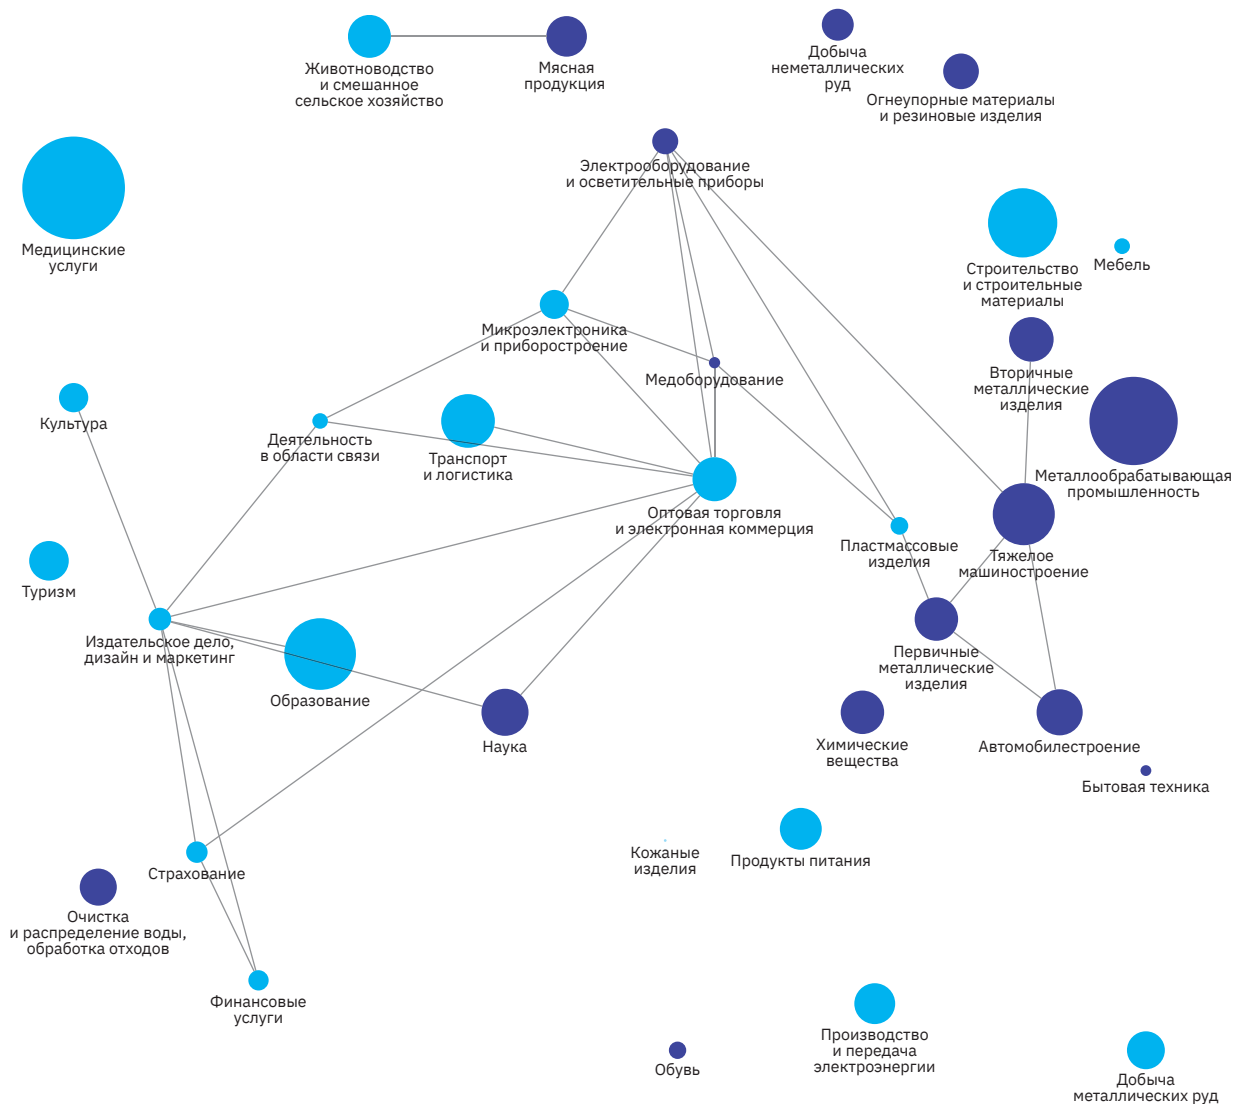 Животноводство
и смешанное
сельское хозяйство
Мясная
продукция
Добыча
неметаллических
руд
Огнеупорные материалы
и резиновые изделия
Электрооборудование
и осветительные приборы
Медицинские
услуги
Строительство
и строительные
материалы
Мебель
Микроэлектроника
и приборостроение
Медоборудование
Вторичные
металлические
изделия
Культура
Деятельность
в области связи
Транспорт
и логистика
Металлообрабатывающая
промышленность
Оптовая торговля
и электронная коммерция
Пластмассовые
изделия
Тяжелое
машиностроение
Туризм
Издательское дело,
дизайн и маркетинг
Образование
Первичные
металлические
изделия
Наука
Химические
вещества
Автомобилестроение
Бытовая техника
Кожаные
изделия
Продукты питания
Страхование
Очистка
и распределение воды,
обработка отходов
Финансовые
услуги
Обувь
Производство
и передача
электроэнергии
Добыча
металлических руд